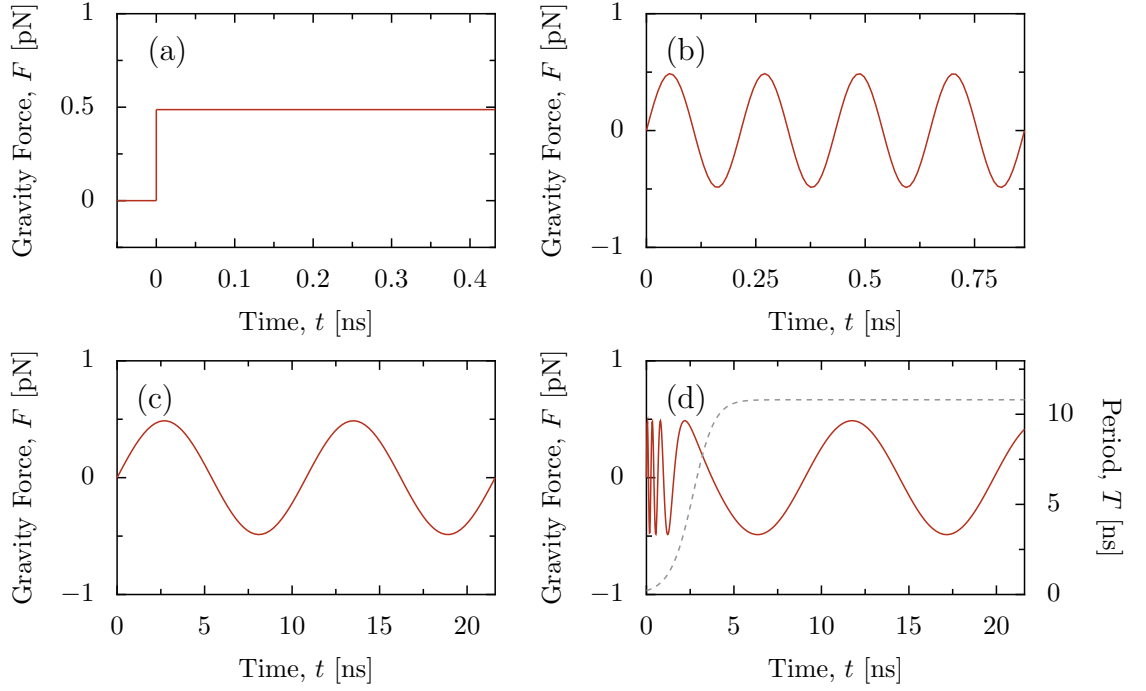 (a)
Gravity Force, F [pN]
1
0.5
0
0 0.1 0.2 0.3 0.4
Time, t [ns]
(b)
Gravity Force, F [pN]
1
0
−1
0 0.25 0.5 0.75
Time, t [ns]
(c)
Gravity Force, F [pN]
1
0
−1
0 5 10 15 20
Time, t [ns]
(d)
Gravity Force, F [pN]
1
0
−1
0 5 10 15 20
Time, t [ns]
10
5
0
Period, T [ns]